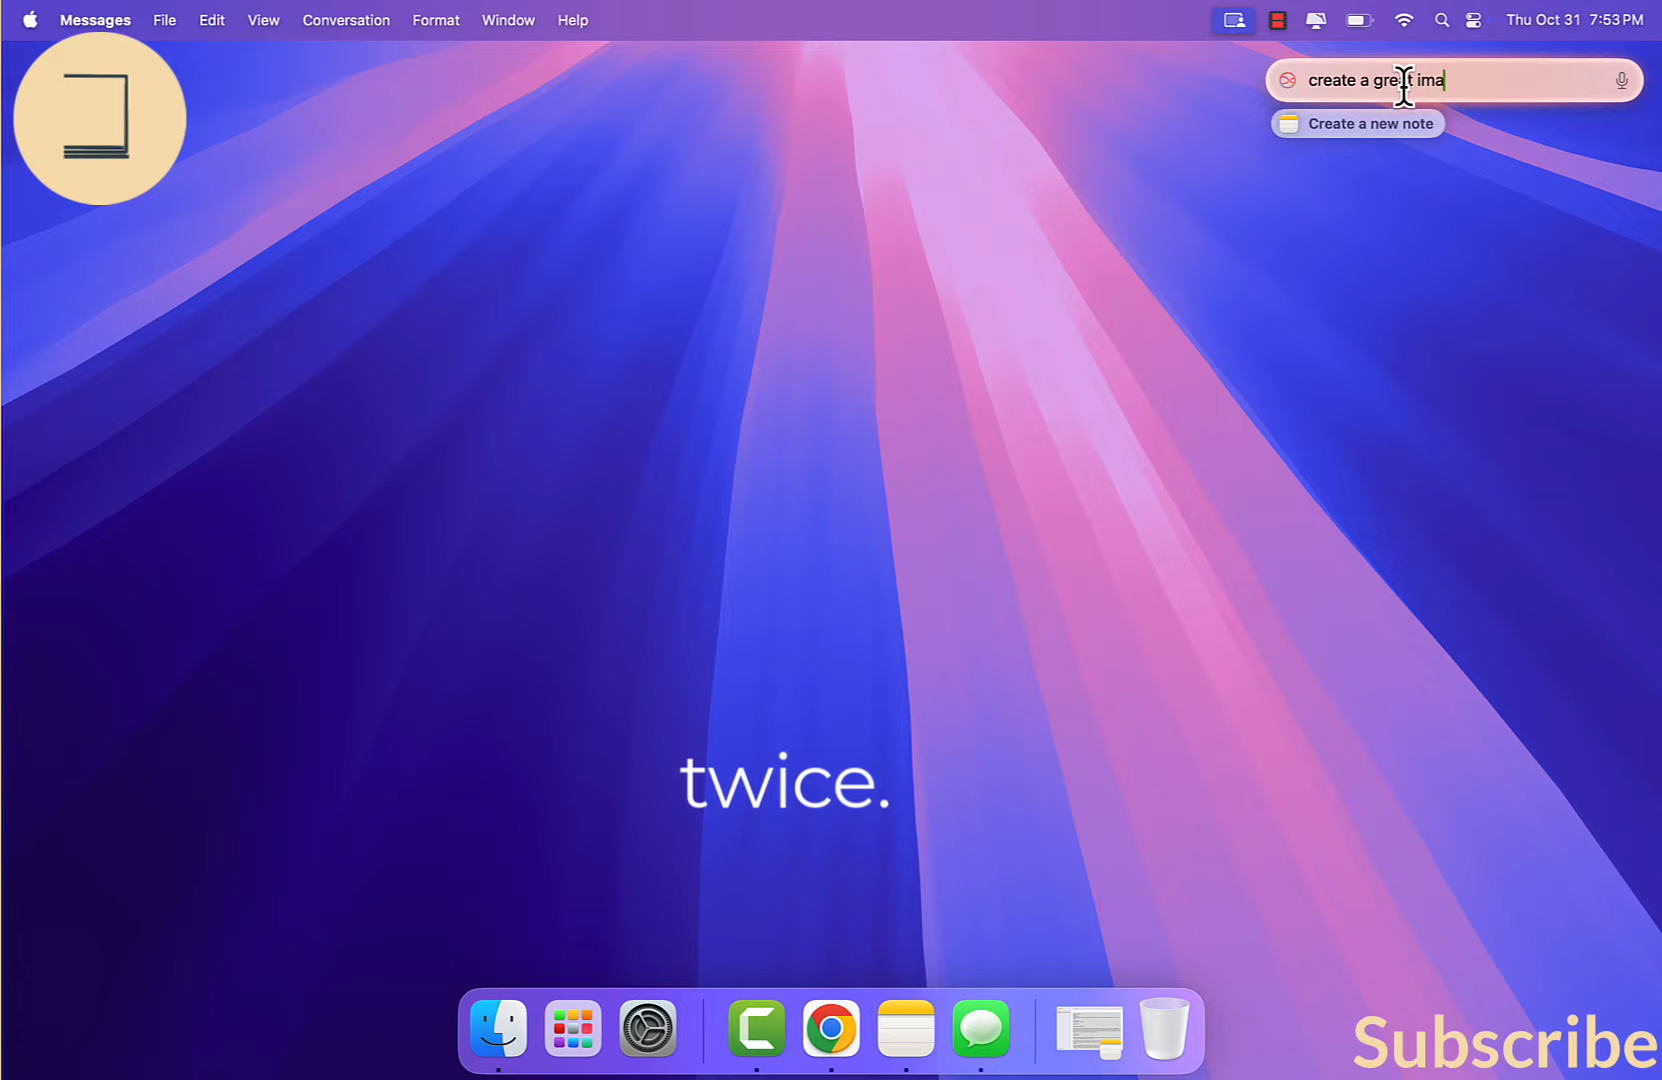 Messages File Edit View Conversation Format Window Help Thu Oct 31 7:53 PM
create a great ima
Create a new note
twice.
Subscribe